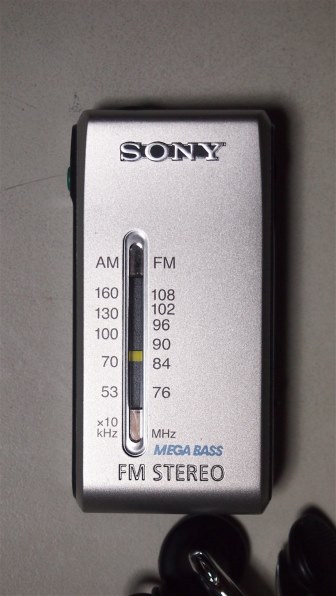 SONY
AM FM
160 108
130 102
100 96
90
70 84
53 76
×10
kHz MHz
MEGA BASS
FM STEREO